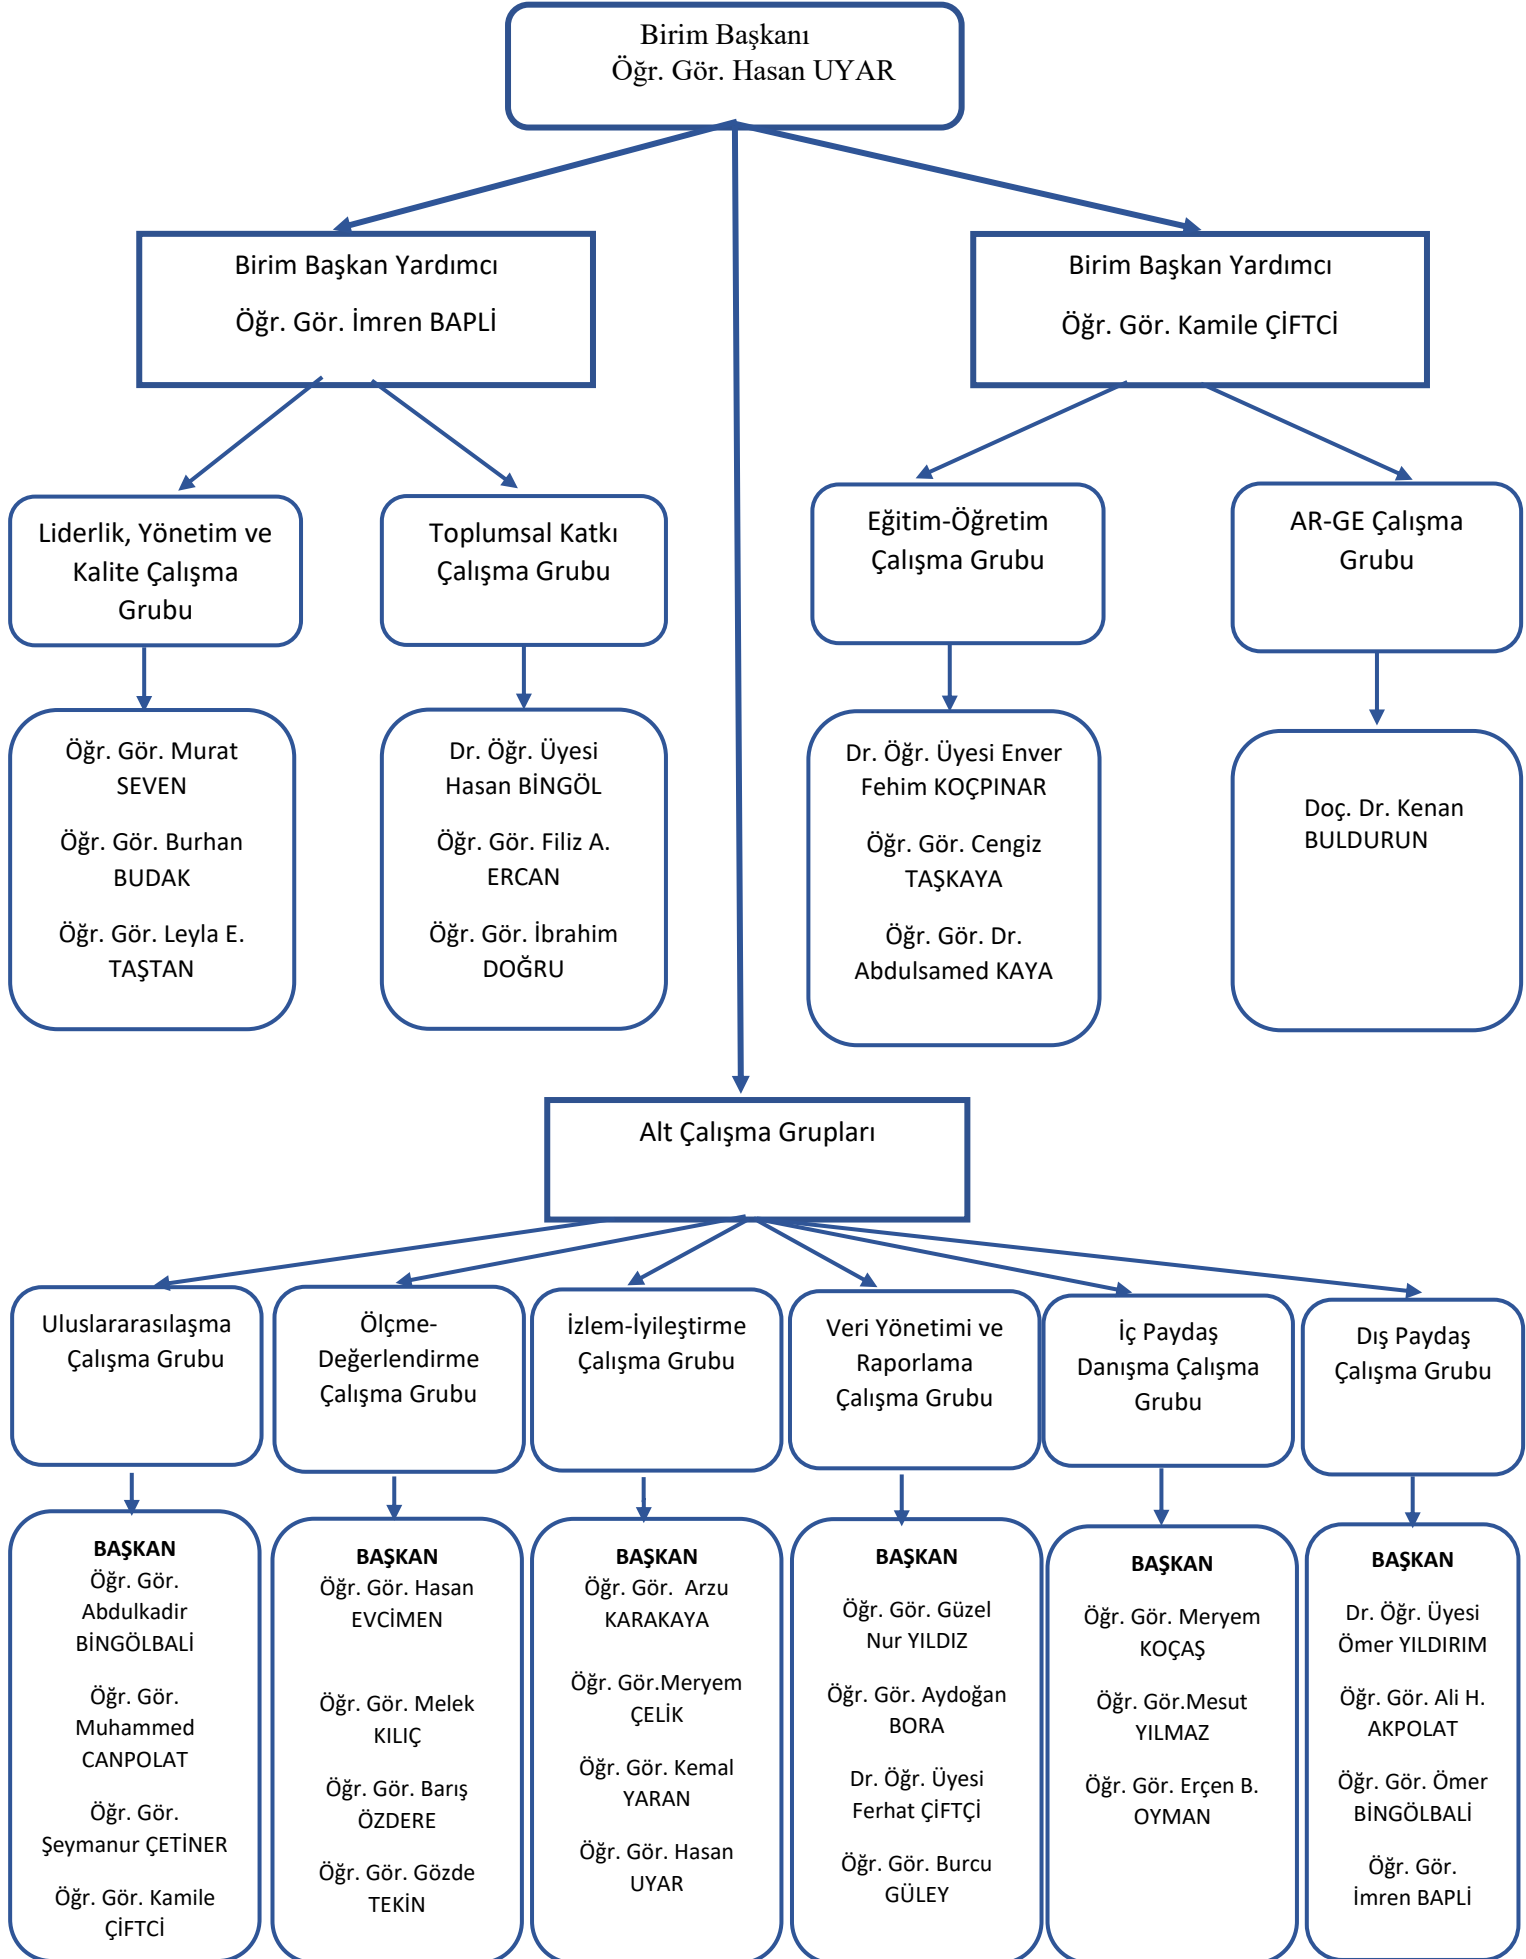 Birim Başkanı
Öğr. Gör. Hasan UYAR
Birim Başkan Yardımcı
Öğr. Gör. İmren BAPLİ
Birim Başkan Yardımcı
Öğr. Gör. Kamile ÇİFTCİ
Liderlik, Yönetim ve
Kalite Çalışma
Grubu
Toplumsal Katkı
Çalışma Grubu
Eğitim-Öğretim
Çalışma Grubu
AR-GE Çalışma
Grubu
Öğr. Gör. Murat
SEVEN
Öğr. Gör. Burhan
BUDAK
Öğr. Gör. Leyla E.
TAŞTAN
Dr. Öğr. Üyesi
Hasan BİNGÖL
Öğr. Gör. Filiz A.
ERCAN
Öğr. Gör. İbrahim
DOĞRU
Dr. Öğr. Üyesi Enver
Fehim KOÇPINAR
Öğr. Gör. Cengiz
TAŞKAYA
Öğr. Gör. Dr.
Abdulsamed KAYA
Doç. Dr. Kenan
BULDURUN
Alt Çalışma Grupları
Uluslararasılaşma
Çalışma Grubu
Ölçme-
Değerlendirme
Çalışma Grubu
İzlem-İyileştirme
Çalışma Grubu
Veri Yönetimi ve
Raporlama
Çalışma Grubu
İç Paydaş
Danışma Çalışma
Grubu
Dış Paydaş
Çalışma Grubu
BAŞKAN
Öğr. Gör.
Abdulkadir
BİNGÖLBALİ
Öğr. Gör.
Muhammed
CANPOLAT
Öğr. Gör.
Şeymanur ÇETİNER
Öğr. Gör. Kamile
ÇİFTCİ
BAŞKAN
Öğr. Gör. Hasan
EVCİMEN
Öğr. Gör. Melek
KILIÇ
Öğr. Gör. Barış
ÖZDERE
Öğr. Gör. Gözde
TEKİN
BAŞKAN
Öğr. Gör.  Arzu
KARAKAYA
Öğr. Gör.Meryem
ÇELİK
Öğr. Gör. Kemal
YARAN
Öğr. Gör. Hasan
UYAR
BAŞKAN
Öğr. Gör. Güzel
Nur YILDIZ
Öğr. Gör. Aydoğan
BORA
Dr. Öğr. Üyesi
Ferhat ÇİFTÇİ
Öğr. Gör. Burcu
GÜLEY
BAŞKAN
Öğr. Gör. Meryem
KOÇAŞ
Öğr. Gör.Mesut
YILMAZ
Öğr. Gör. Erçen B.
OYMAN
BAŞKAN
Dr. Öğr. Üyesi
Ömer YILDIRIM
Öğr. Gör. Ali H.
AKPOLAT
Öğr. Gör. Ömer
BİNGÖLBALİ
Öğr. Gör.
İmren BAPLİ